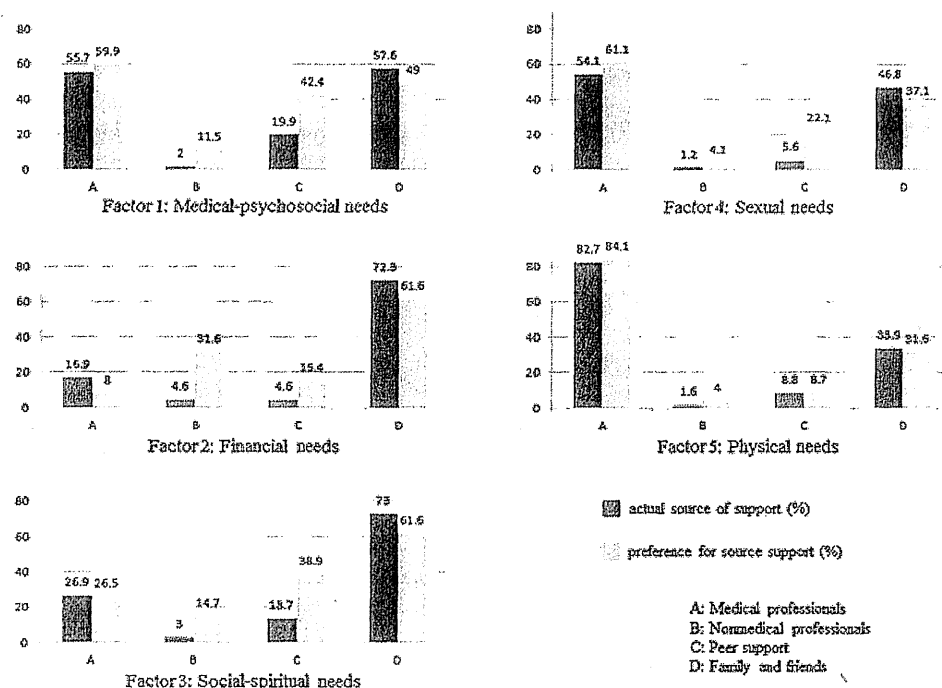 80
60
40
20
0
55.7 59.9
2 11.5
19.9 42.4
57.6 49
A B C D
Factor 1: Medical-psychosocial needs
80
60
40
20
0
54.1 61.1
1.2 4.1
5.6 22.1
46.8 37.1
A B C D
Factor 4: Sexual needs
80
60
40
20
0
16.9 8
4.6 31.6
4.6 15.4
72.3 61.6
A B C D
Factor 2: Financial needs
80
60
40
20
0
82.7 84.1
1.6 4
8.8 8.7
33.9 31.6
A B C D
Factor 5: Physical needs
80
60
40
20
0
26.9 26.5
3 14.7
13.7 38.9
73 61.6
A B C D
Factor 3: Social-spiritual needs
actual source of support (%)
preference for source support (%)
A: Medical professionals
B: Nonmedical professionals
C: Peer support
D: Family and friends